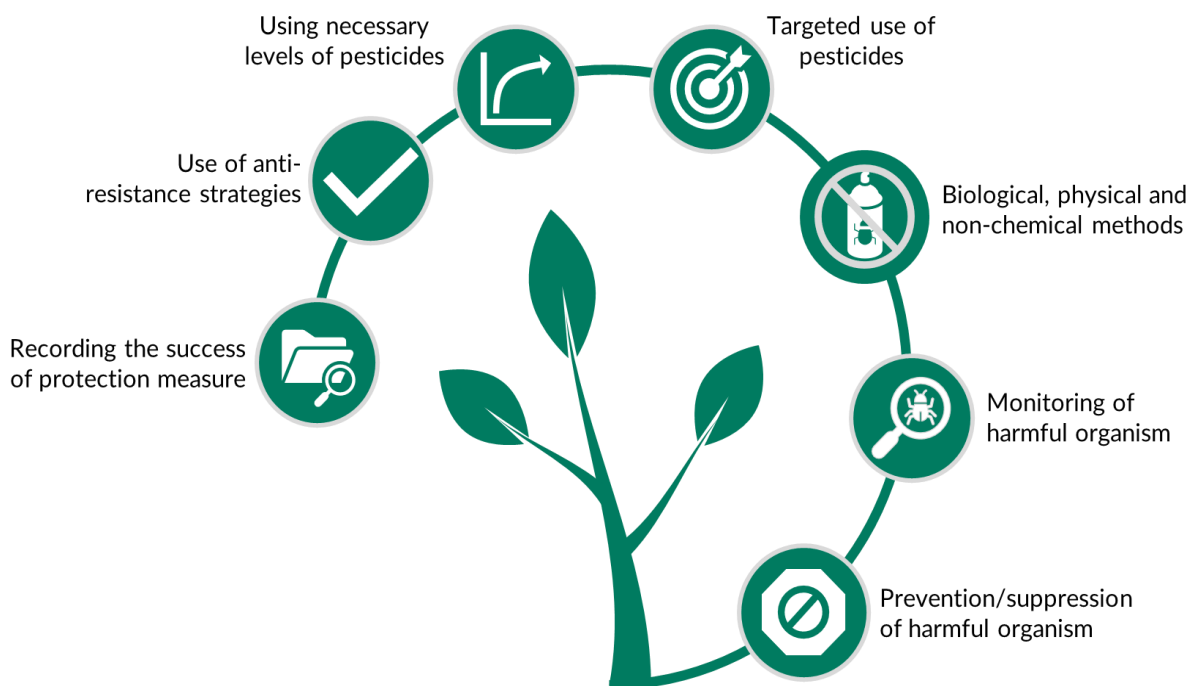 Using necessary
levels of pesticides
Targeted use of
pesticides
Use of anti-
resistance strategies
Biological, physical and
non-chemical methods
Recording the success
of protection measure
Monitoring of
harmful organism
Prevention/suppression
of harmful organism